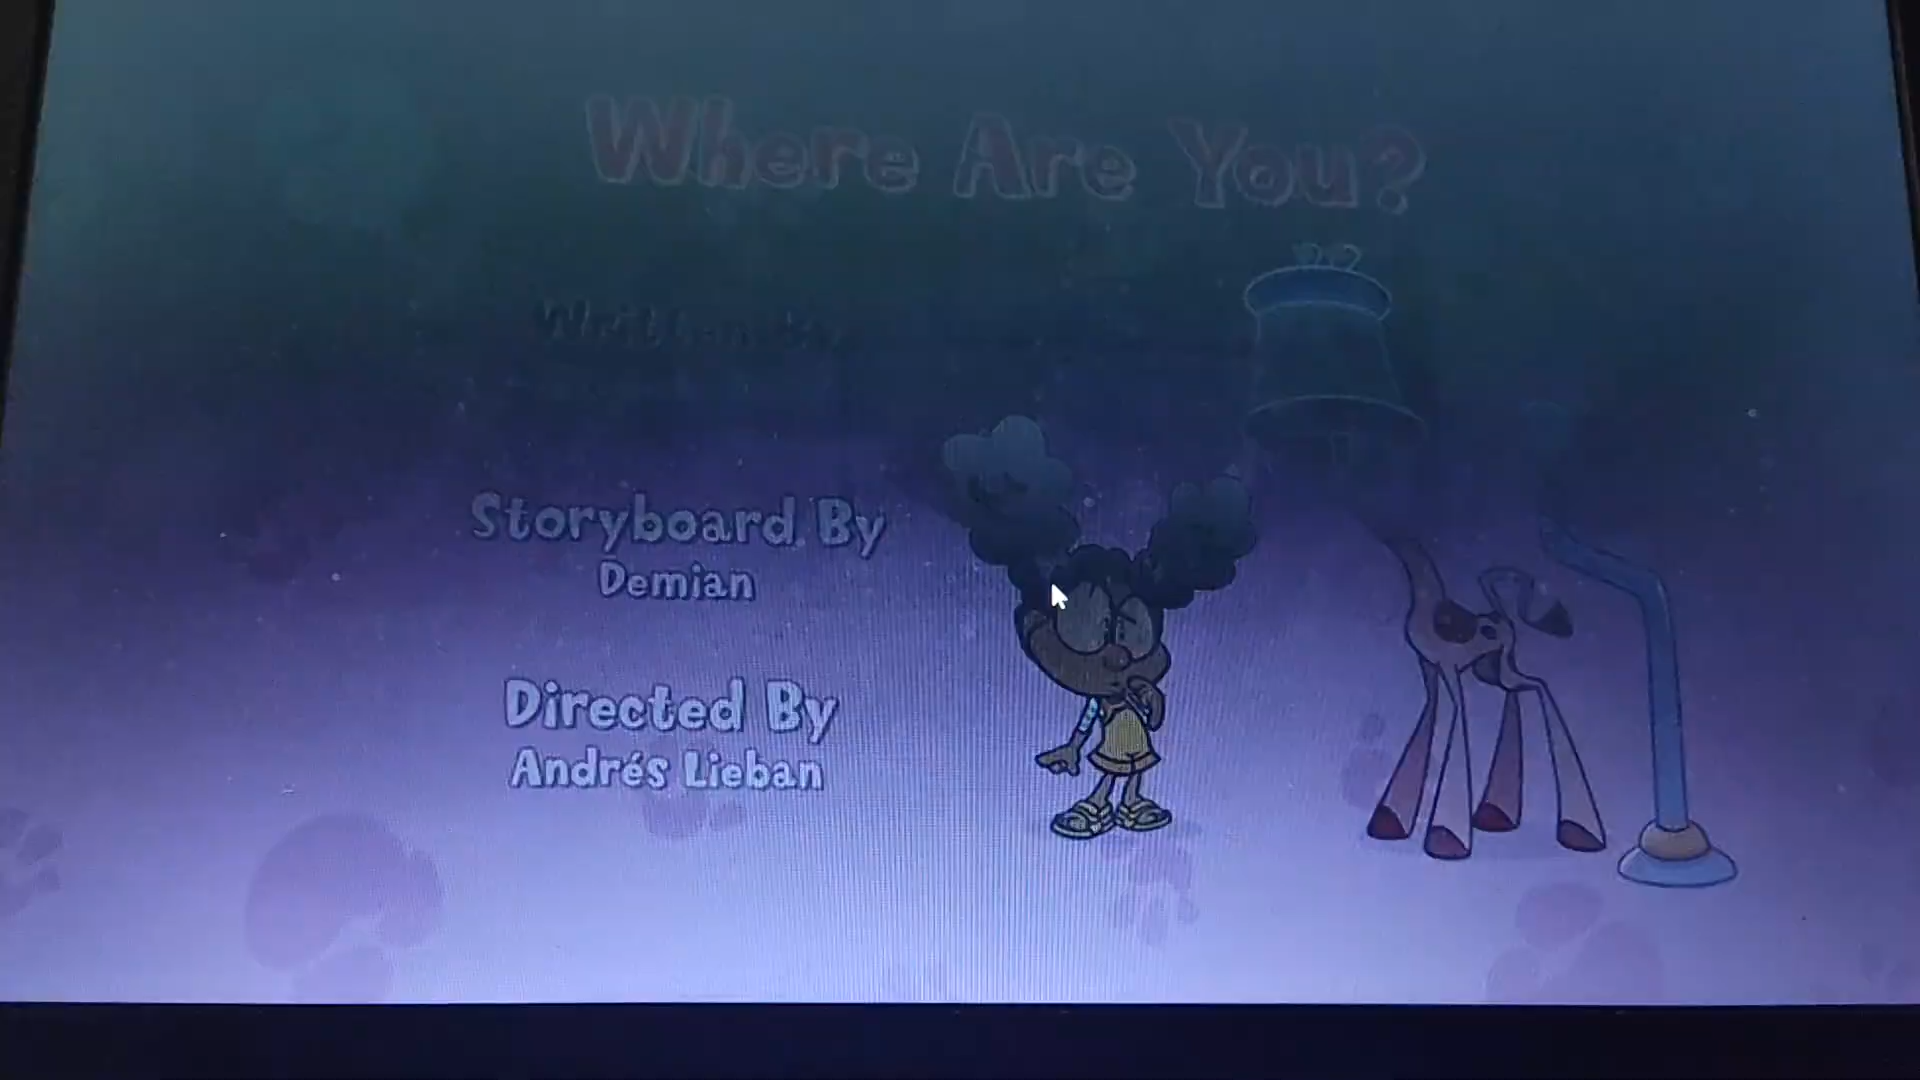 Where Are You?
Storyboard By
Demian
Directed By
Andrés Lieban